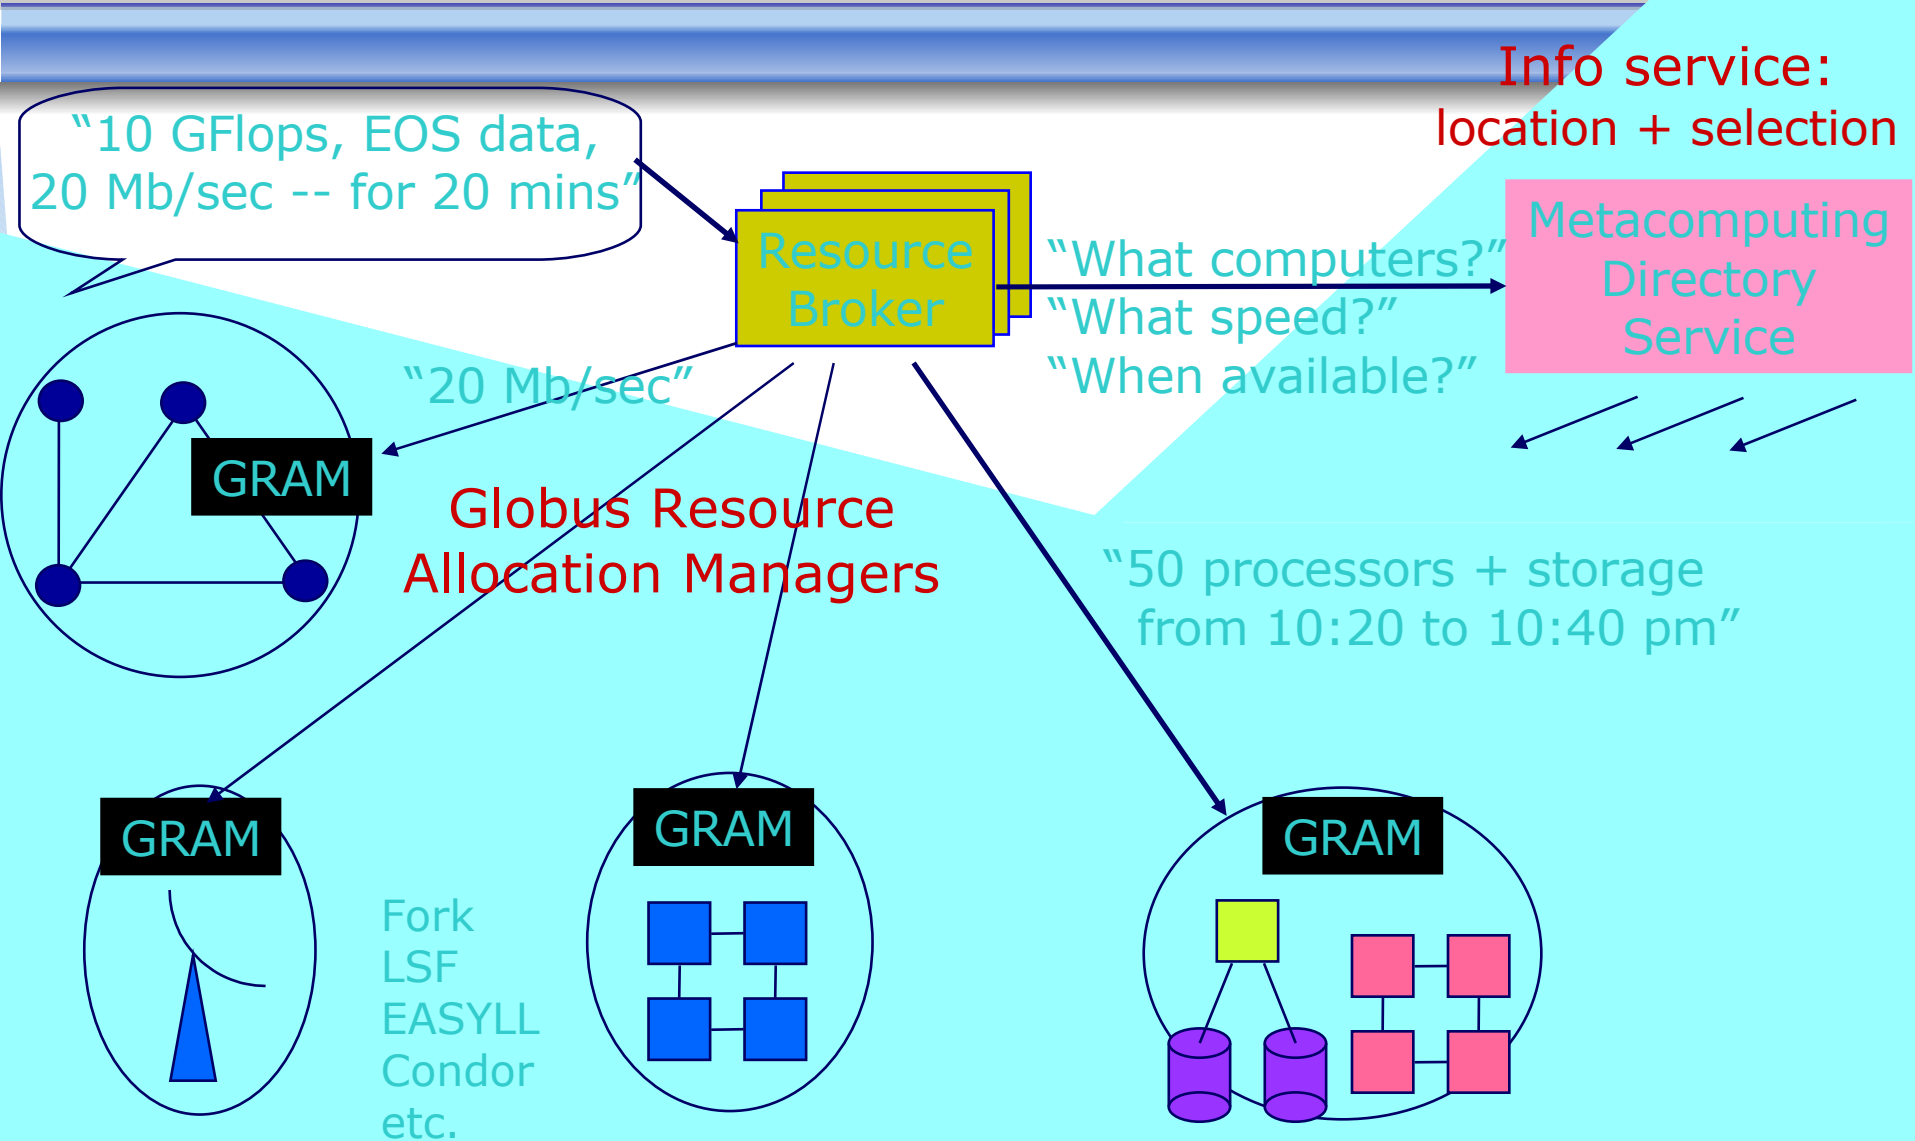 Info service:
location + selection
“10 GFlops, EOS data,
20 Mb/sec -- for 20 mins”
Resource
Broker
“What computers?”
“What speed?”
“When available?”
Metacomputing
Directory
Service
“20 Mb/sec”
GRAM
Globus Resource
Allocation Managers
“50 processors + storage
from 10:20 to 10:40 pm”
GRAM
GRAM
GRAM
Fork
LSF
EASYLL
Condor
etc.